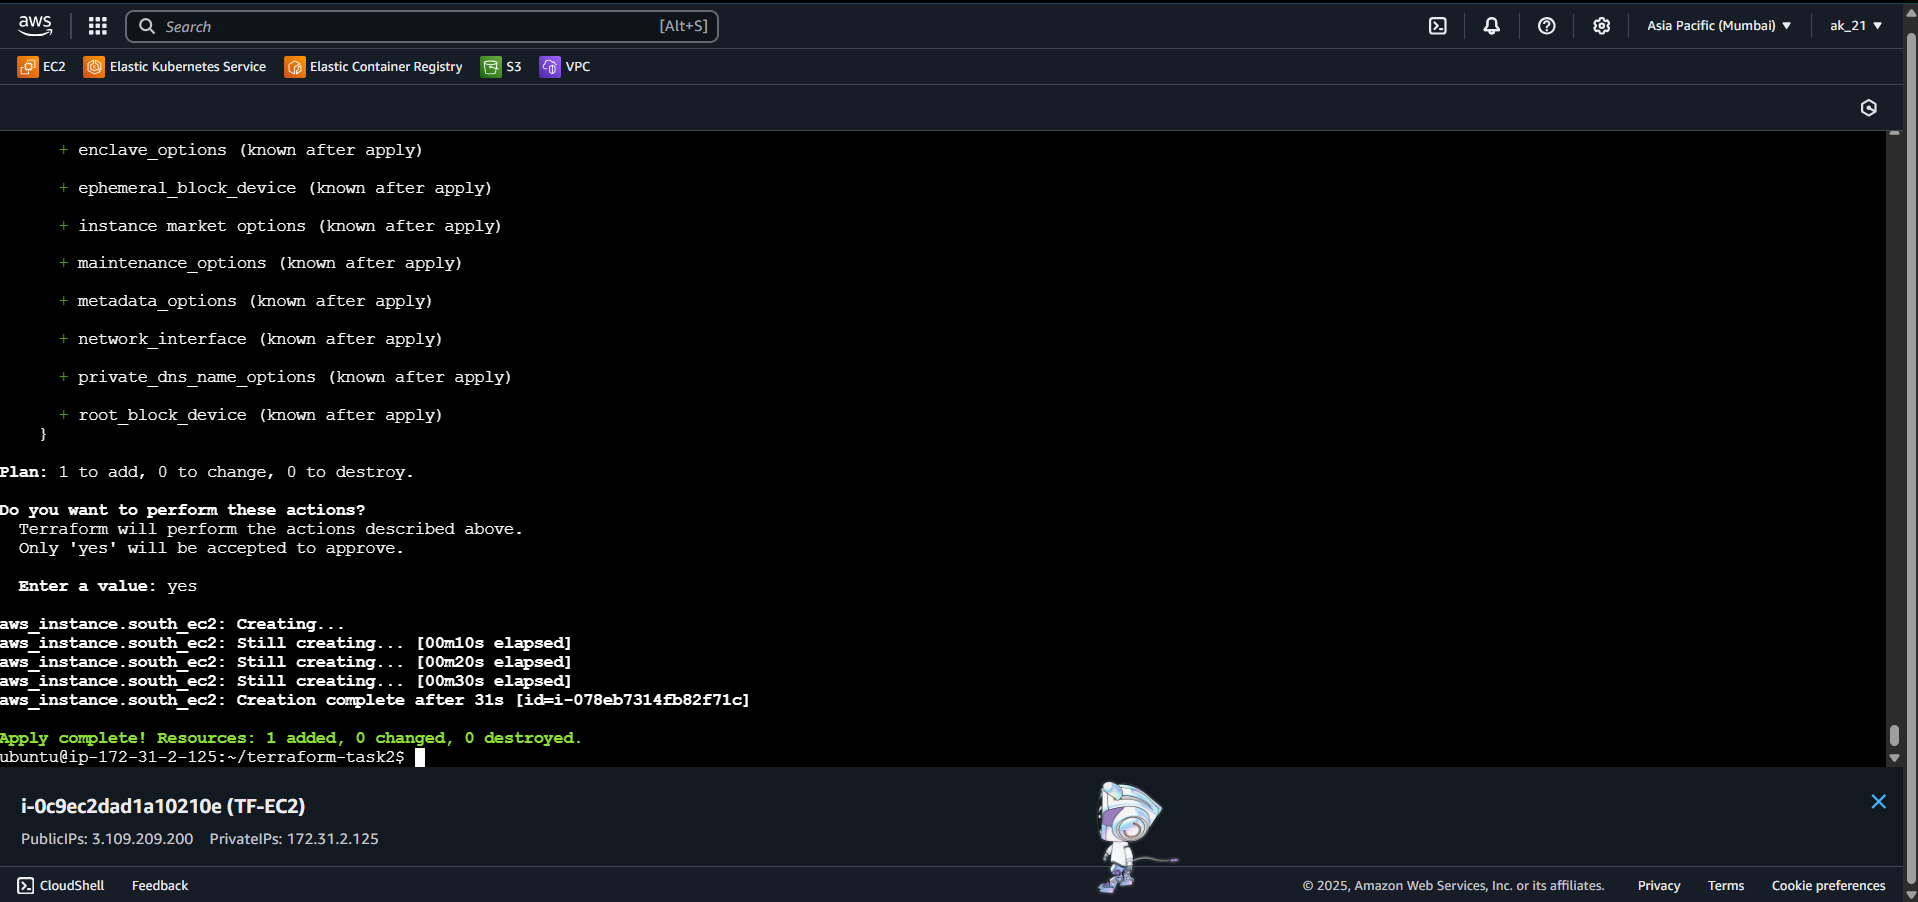 aws
Search [Alt+S]
Asia Pacific (Mumbai) ▼ ak_21 ▼
EC2 Elastic Kubernetes Service Elastic Container Registry S3 VPC
+ enclave_options (known after apply)
+ ephemeral_block_device (known after apply)
+ instance market options (known after apply)
+ maintenance_options (known after apply)
+ metadata_options (known after apply)
+ network_interface (known after apply)
+ private_dns_name_options (known after apply)
+ root_block_device (known after apply)
}
Plan: 1 to add, 0 to change, 0 to destroy.
Do you want to perform these actions?
Terraform will perform the actions described above.
Only 'yes' will be accepted to approve.
Enter a value: yes
aws_instance.south_ec2: Creating...
aws_instance.south_ec2: Still creating... [00m10s elapsed]
aws_instance.south_ec2: Still creating... [00m20s elapsed]
aws_instance.south_ec2: Still creating... [00m30s elapsed]
aws_instance.south_ec2: Creation complete after 31s [id=i-078eb7314fb82f71c]
Apply complete! Resources: 1 added, 0 changed, 0 destroyed.
ubuntu@ip-172-31-2-125:~/terraform-task2$
i-0c9ec2dad1a10210e (TF-EC2)
PublicIPs: 3.109.209.200 PrivateIPs: 172.31.2.125
CloudShell Feedback © 2025, Amazon Web Services, Inc. or its affiliates. Privacy Terms Cookie preferences